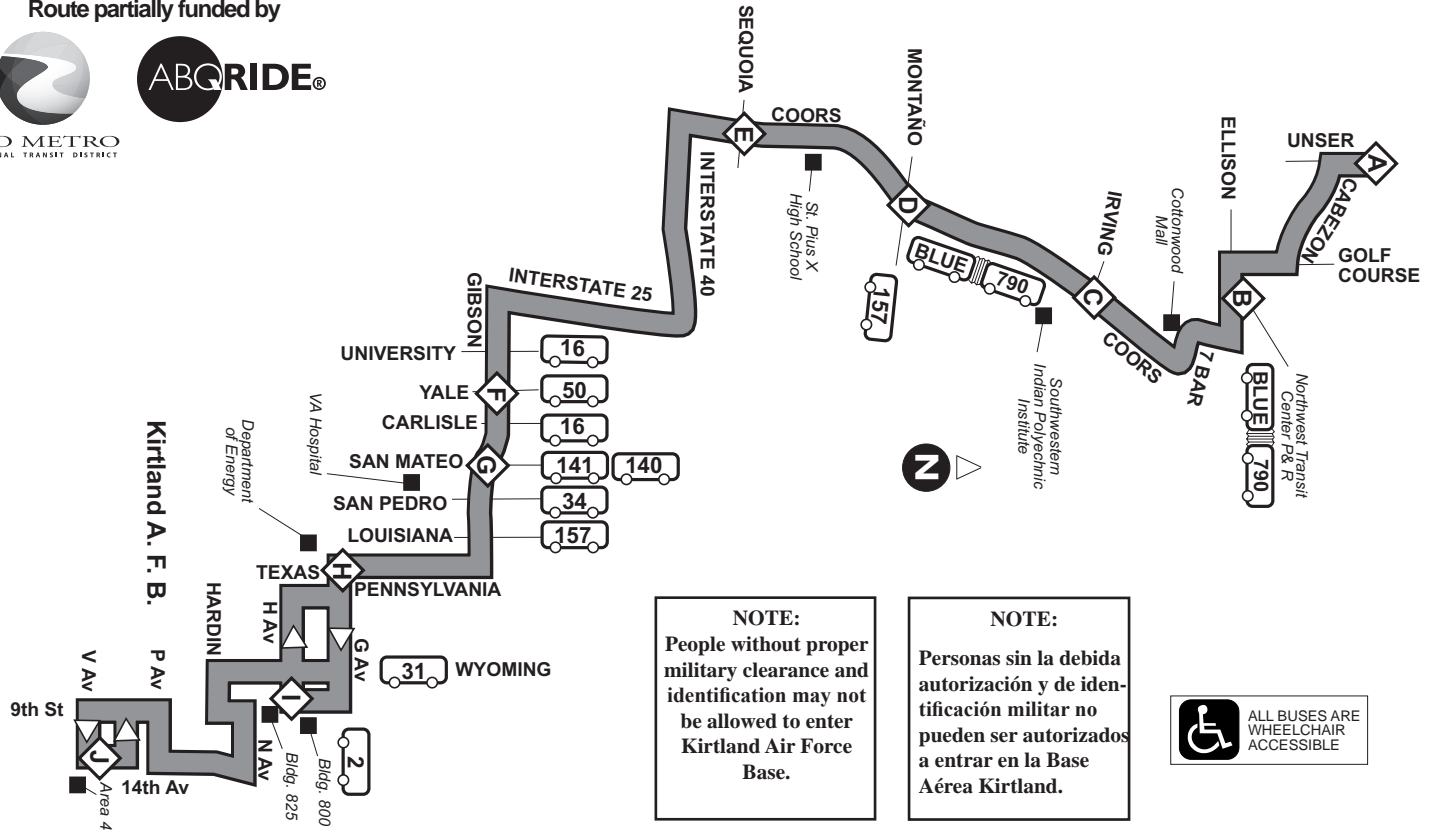 Route partially funded by
O METRO
NAL TRANSIT DISTRICT
ABQRIDE®
SEQUOIA
E
COORS
MONTAÑO
D
INTERSTATE 40
St. Pius X
High School
BLUE
790
157
IRVING
C
COORS
Southwestern
Indian Polyechnic
Institute
Cottonwood
Mall
7 BAR
ELLISON
B
UNSER
A
CABEZON
GOLF
COURSE
Northwest Transit
Center P& R
BLUE
790
N
INTERSTATE 25
GIBSON
UNIVERSITY
16
YALE
F
50
CARLISLE
16
SAN MATEO
G
141
140
SAN PEDRO
34
LOUISIANA
157
VA Hospital
Department
of Energy
TEXAS
H
PENNSYLVANIA
Kirtland A. F. B.
HARDIN
H Av
G Av
31
WYOMING
I
V Av
P Av
9th St
N Av
J
14th Av
Area 4
Bldg. 825
Bldg. 800
2
NOTE:
People without proper
military clearance and
identification may not
be allowed to enter
Kirtland Air Force
Base.
NOTE:
Personas sin la debida
autorización y de iden-
tificación militar no
pueden ser autorizados
a entrar en la Base
Aérea Kirtland.
ALL BUSES ARE
WHEELCHAIR
ACCESSIBLE